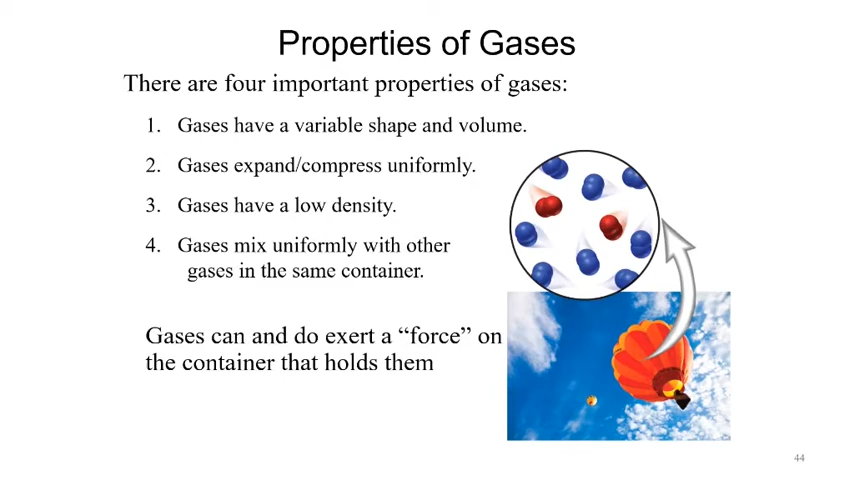 Properties of Gases
There are four important properties of gases:
1. Gases have a variable shape and volume.
2. Gases expand/compress uniformly.
3. Gases have a low density.
4. Gases mix uniformly with other
gases in the same container.
Gases can and do exert a “force” on
the container that holds them
44